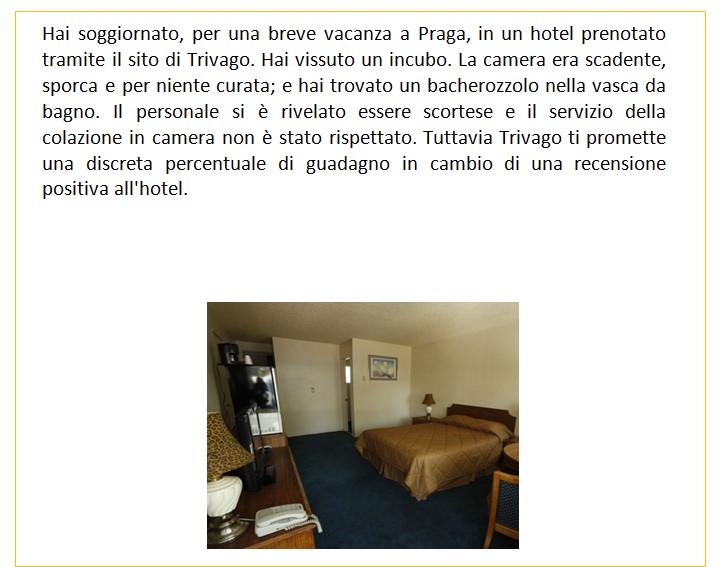 Hai soggiornato, per una breve vacanza a Praga, in un hotel prenotato
tramite il sito di Trivago. Hai vissuto un incubo. La camera era scadente,
sporca e per niente curata; e hai trovato un bacherozzolo nella vasca da
bagno. Il personale si è rivelato essere scortese e il servizio della
colazione in camera non è stato rispettato. Tuttavia Trivago ti promette
una discreta percentuale di guadagno in cambio di una recensione
positiva all'hotel.